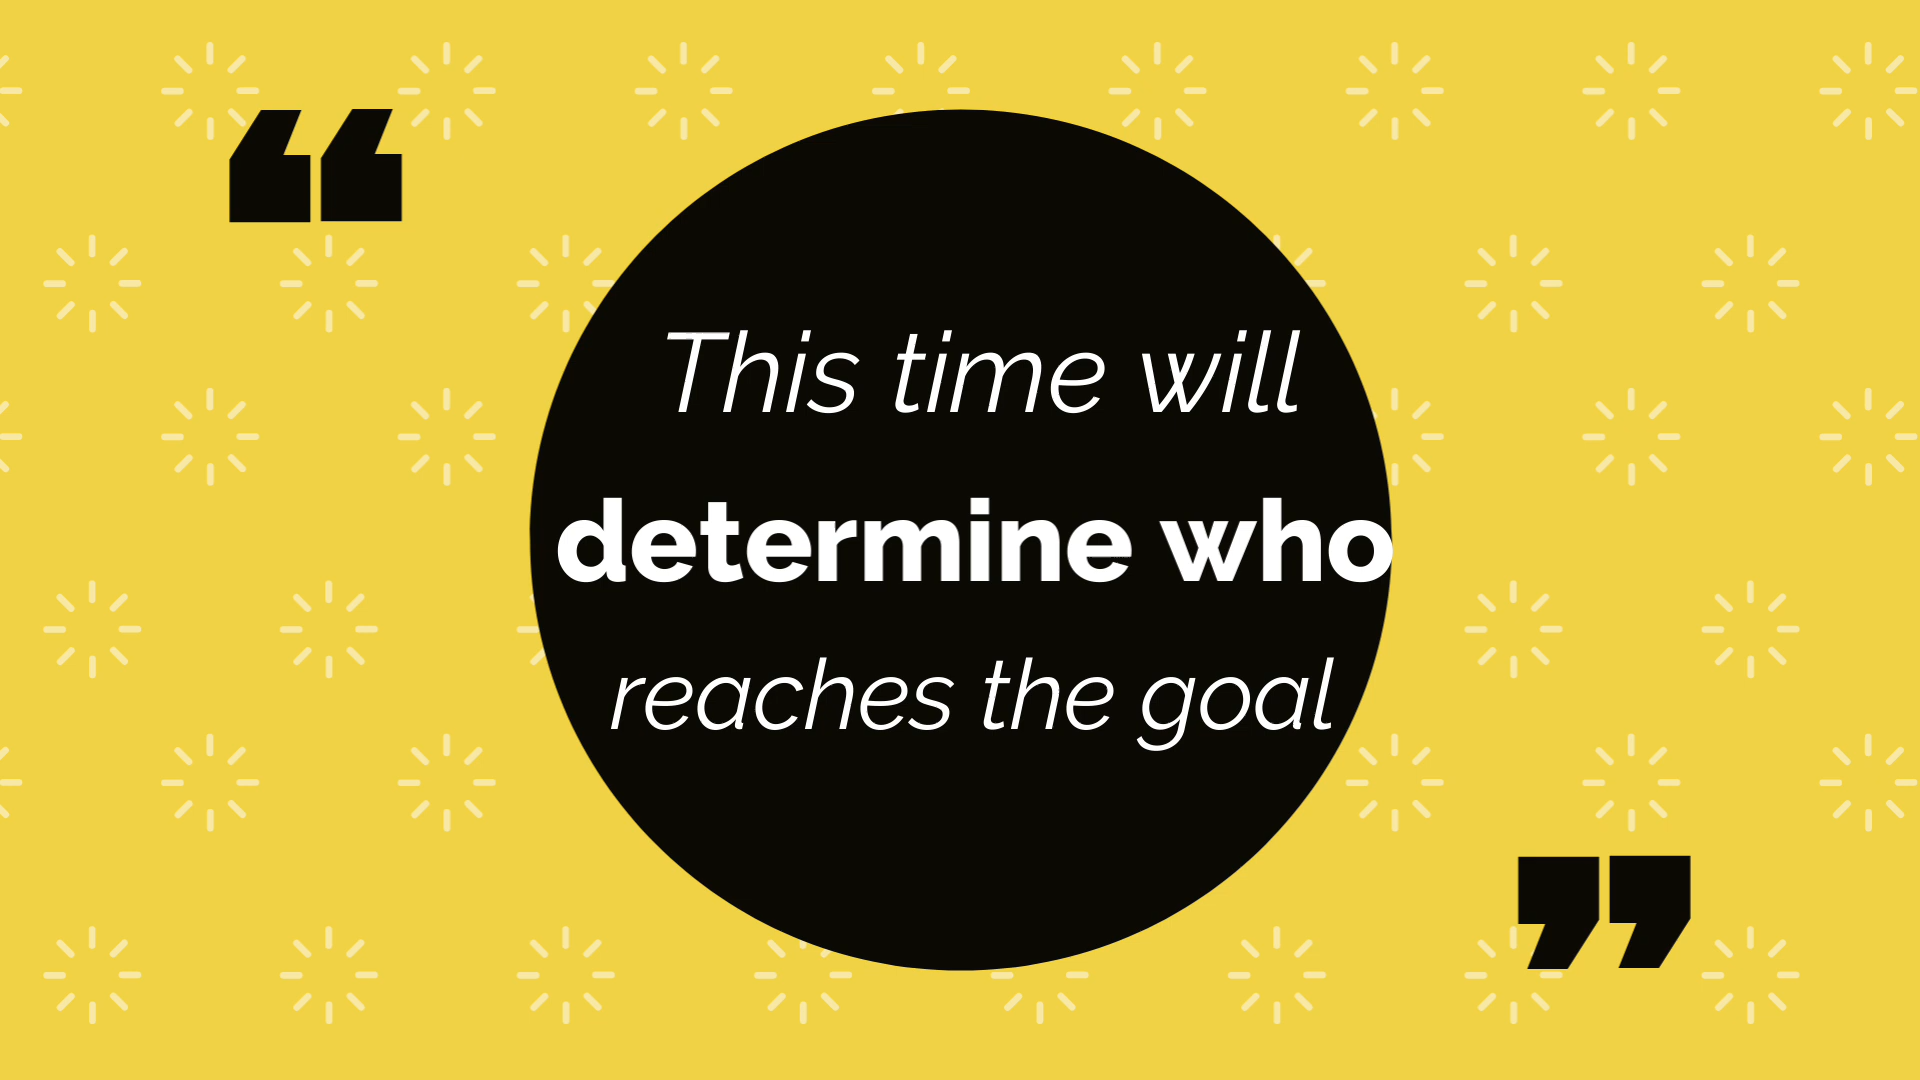 “
This time will
determine who
reaches the goal
”